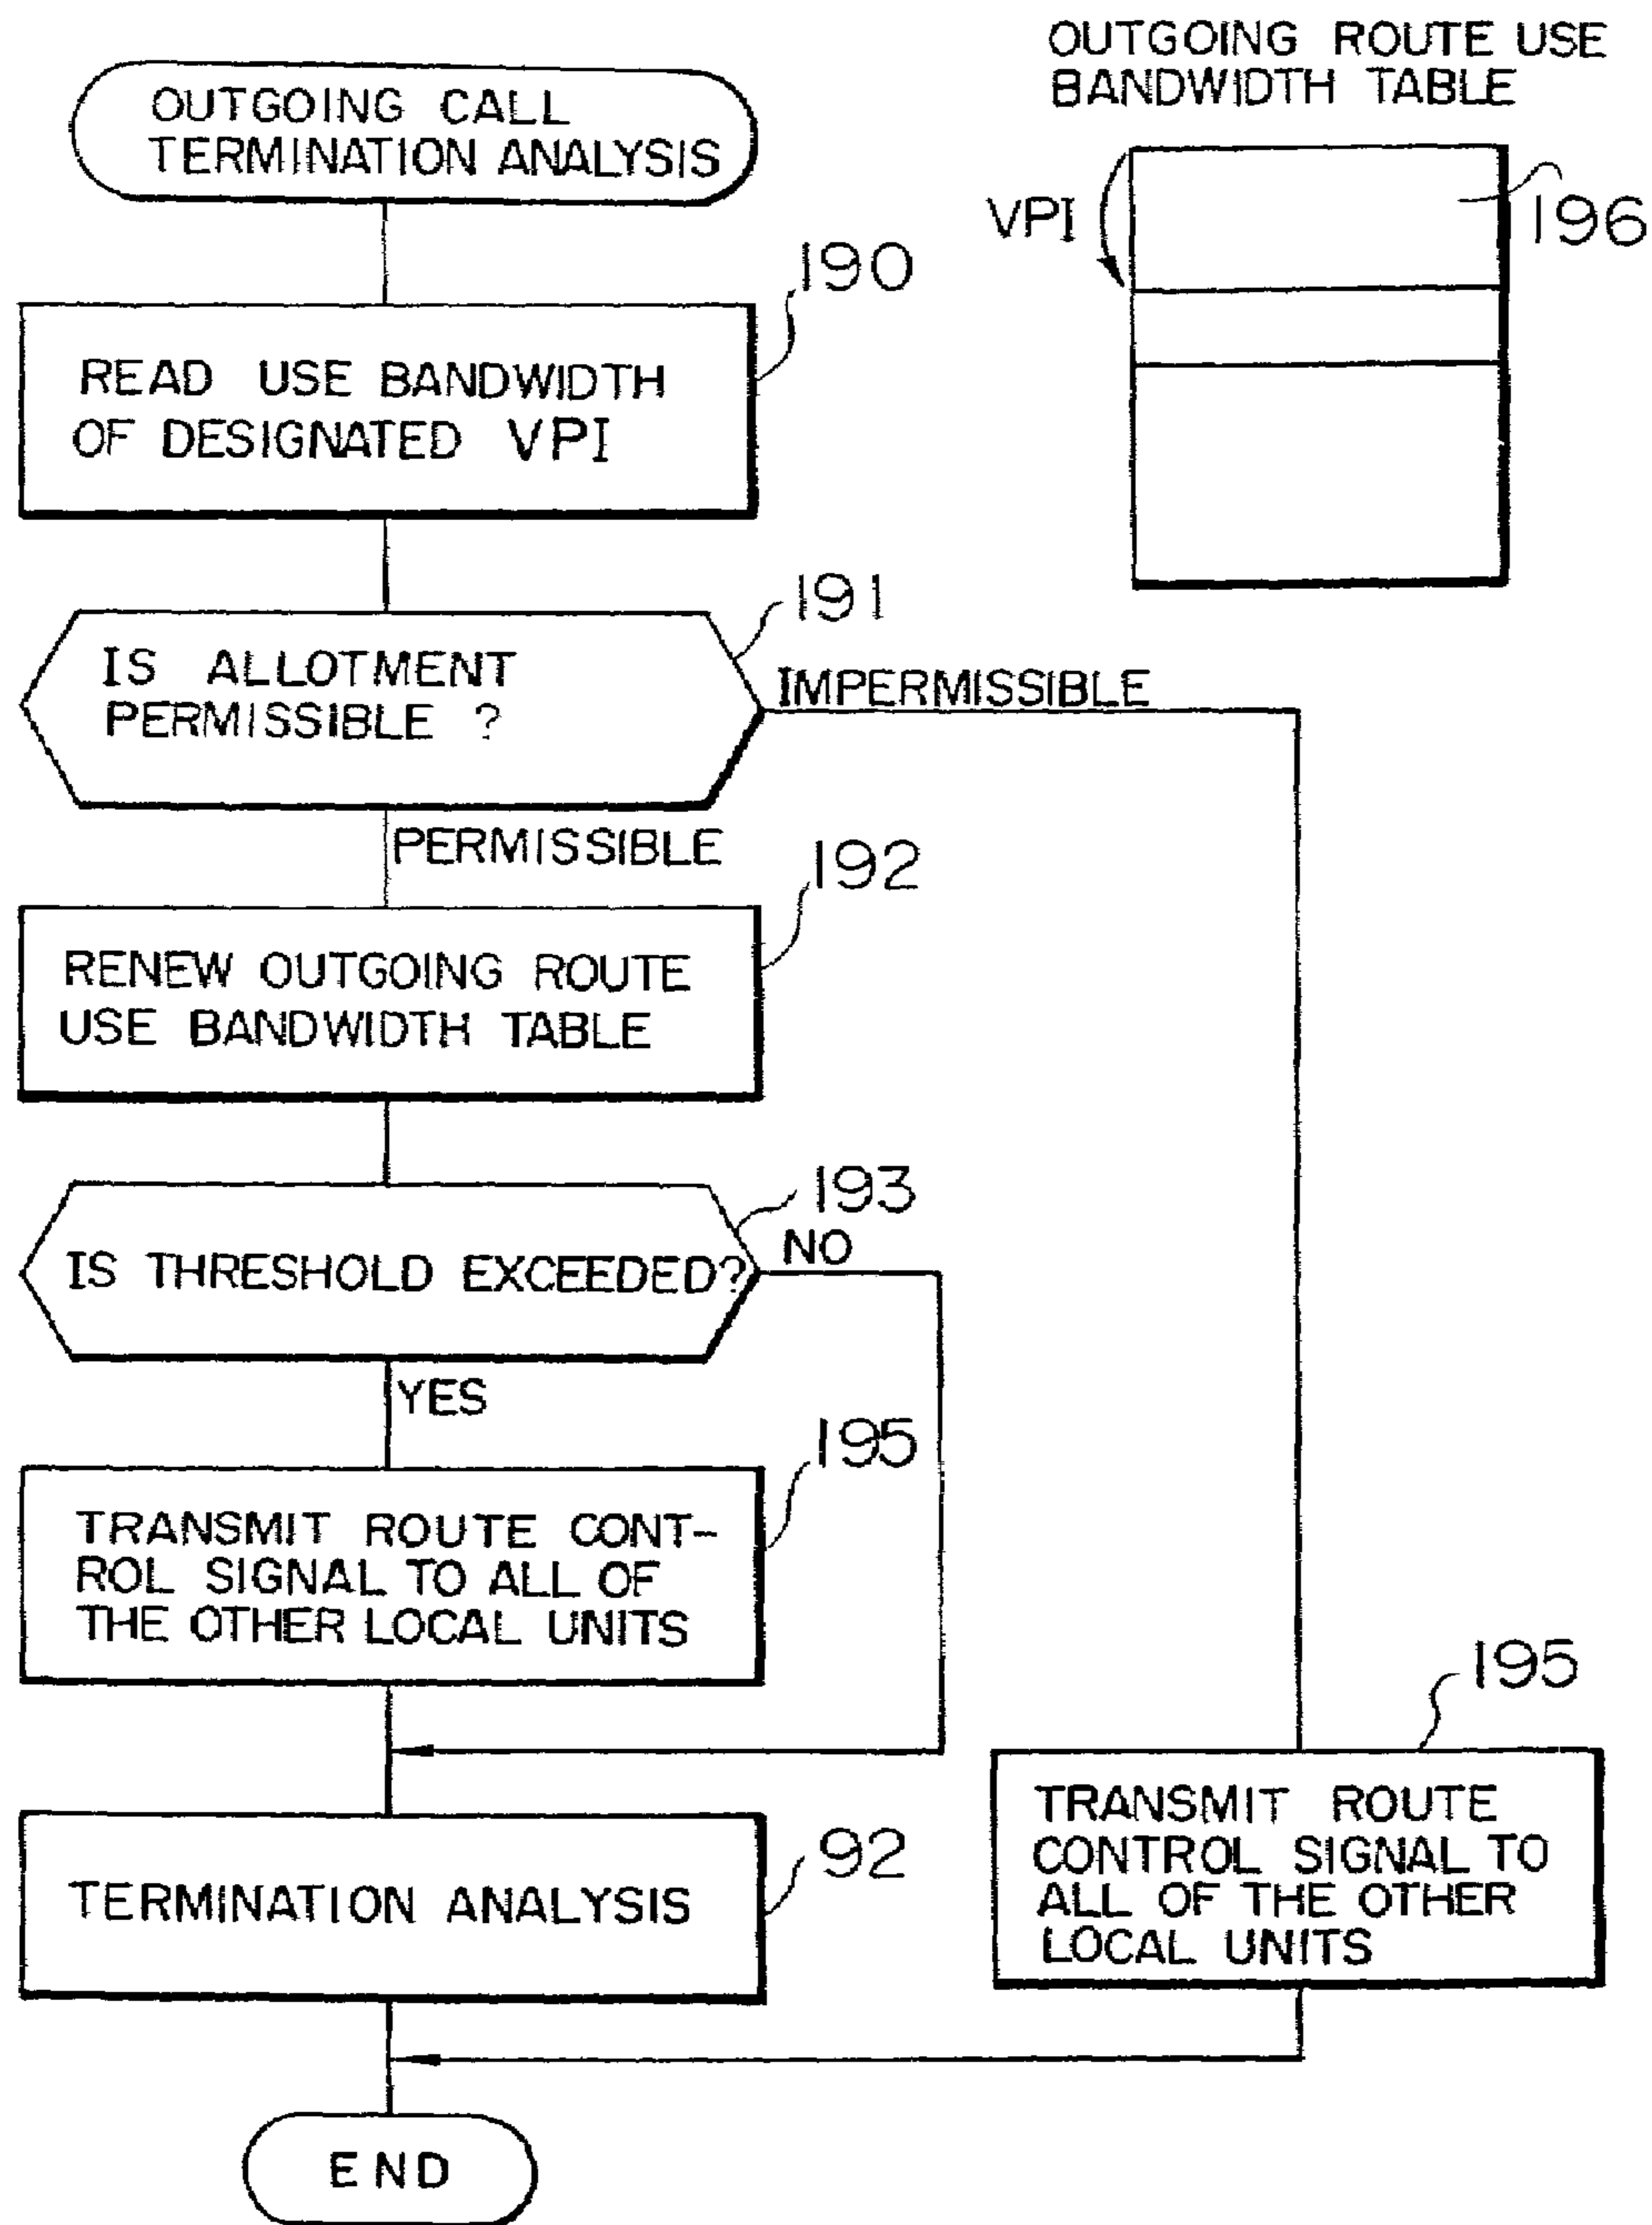 OUTGOING CALL
TERMINATION ANALYSIS
OUTGOING ROUTE USE
BANDWIDTH TABLE
VPI
196
190
READ USE BANDWIDTH
OF DESIGNATED VPI
191
IS ALLOTMENT
PERMISSIBLE ?
IMPERMISSIBLE
PERMISSIBLE
192
RENEW OUTGOING ROUTE
USE BANDWIDTH TABLE
193
IS THRESHOLD EXCEEDED?
NO
YES
195
TRANSMIT ROUTE CONT-
ROL SIGNAL TO ALL OF
THE OTHER LOCAL UNITS
195
TRANSMIT ROUTE
CONTROL SIGNAL TO
ALL OF THE OTHER
LOCAL UNITS
92
TERMINATION ANALYSIS
END